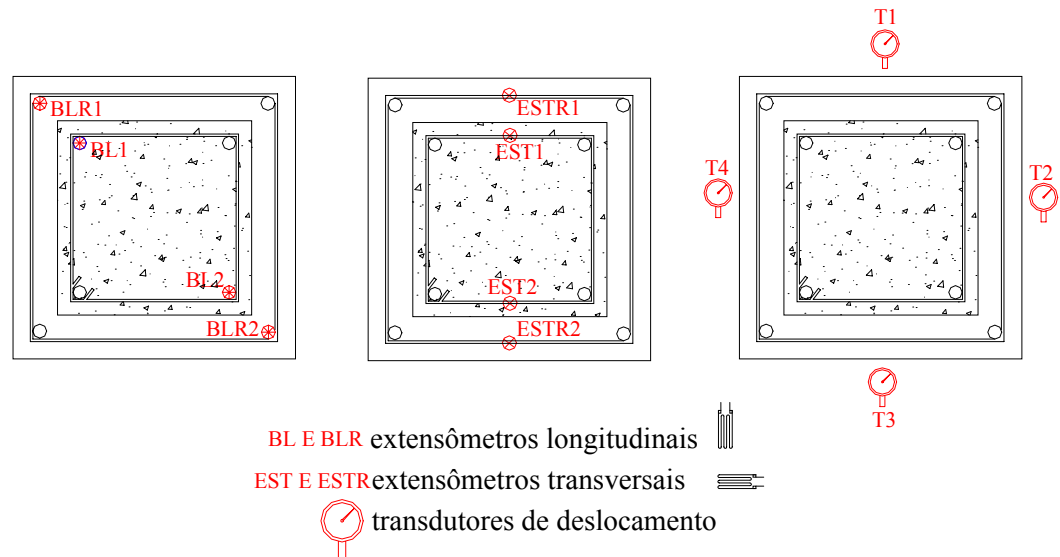 BLR1
BL1
BL2
BLR2
ESTR1
EST1
EST2
ESTR2
T1
T4
T2
T3
BL E BLR extensômetros longitudinais
EST E ESTR extensômetros transversais
transdutores de deslocamento